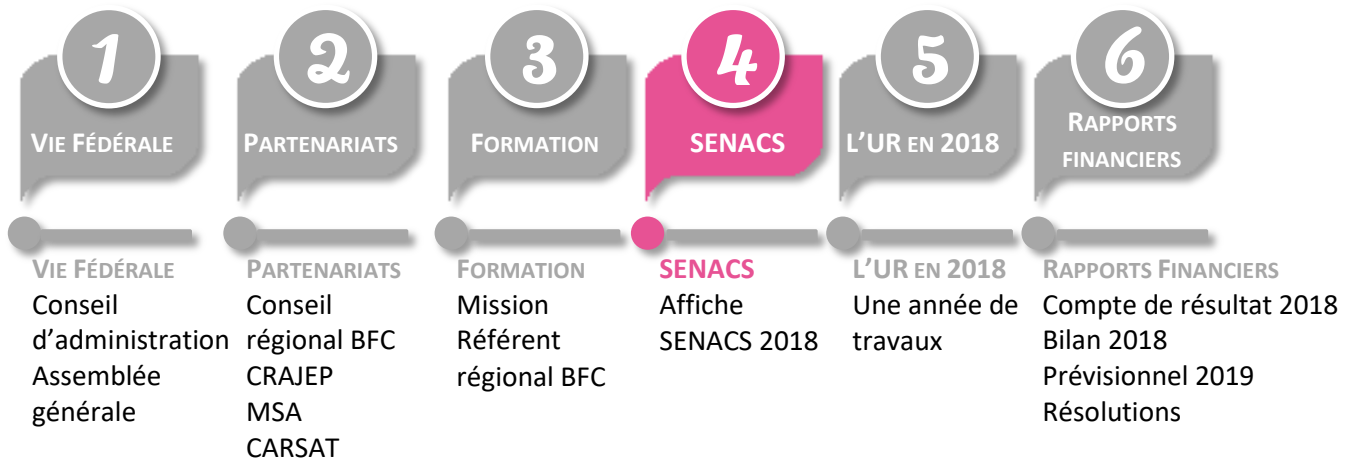 1
VIE FÉDÉRALE
2
PARTENARIATS
3
FORMATION
4
SENACS
5
L'UR EN 2018
6
RAPPORTS
FINANCIERS
VIE FÉDÉRALE
Conseil
d'administration
Assemblée
générale
PARTENARIATS
Conseil
régional BFC
CRAJEP
MSA
CARSAT
FORMATION
Mission
Référent
régional BFC
SENACS
Affiche
SENACS 2018
L'UR EN 2018
Une année de
travaux
RAPPORTS FINANCIERS
Compte de résultat 2018
Bilan 2018
Prévisionnel 2019
Résolutions